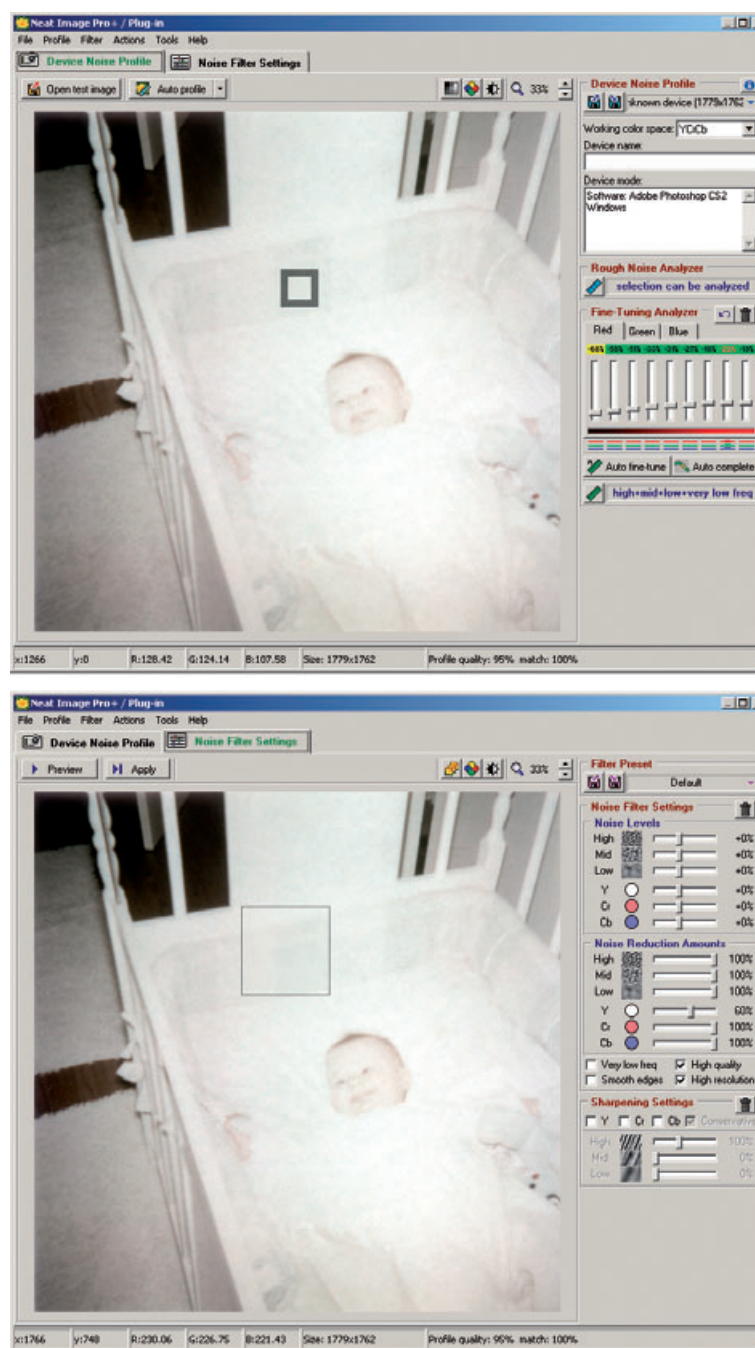 Neat Image Pro+ / Plug-in
File Profile Filter Actions Tools Help
Device Noise Profile Noise Filter Settings
Open test image Auto profile 33%
Device Noise Profile
known device (1779x1762
Working color space: YCrCb
Device name:
Device mode:
Software: Adobe Photoshop CS2
Windows
Rough Noise Analyzer
selection can be analyzed
Fine-Tuning Analyzer
Red Green Blue
Auto fine-tune Auto complete
high+mid+low+very low freq
x:1266 y:0 R:128.42 G:124.14 B:107.58 Size: 1779x1762 Profile quality: 95% match: 100%
Neat Image Pro+ / Plug-in
File Profile Filter Actions Tools Help
Device Noise Profile Noise Filter Settings
Preview Apply 33%
Filter Preset
Default
Noise Filter Settings
Noise Levels
High +0%
Mid +0%
Low +0%
Y +0%
Cr +0%
Cb +0%
Noise Reduction Amounts
High 100%
Mid 100%
Low 100%
Y 60%
Cr 100%
Cb 100%
Very low freq High quality
Smooth edges High resolution
Sharpening Settings
Y Cr Cb Conservative
High 100%
Mid 0%
Low 0%
x:1766 y:748 R:230.06 G:226.75 B:221.43 Size: 1779x1762 Profile quality: 95% match: 100%